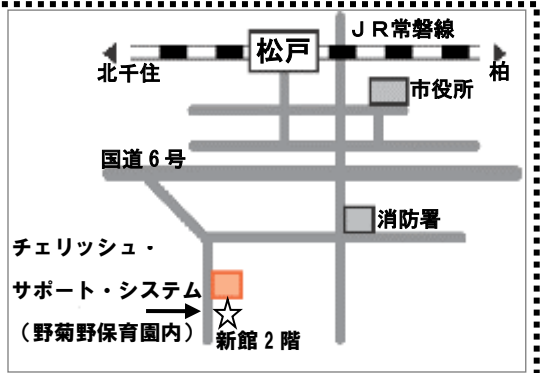 ＪＲ常磐線
松戸
北千住
柏
市役所
国道６号
消防署
チェリッシュ・
サポート・システム
（野菊野保育園内）
新館２階